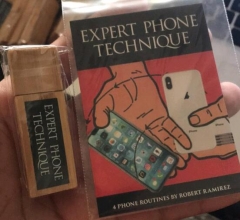 EXPERT PHONE
TECHNIQUE
EXPERT PHONE
TECHNIQUE
4 PHONE ROUTINES BY ROBERT RAMIREZ